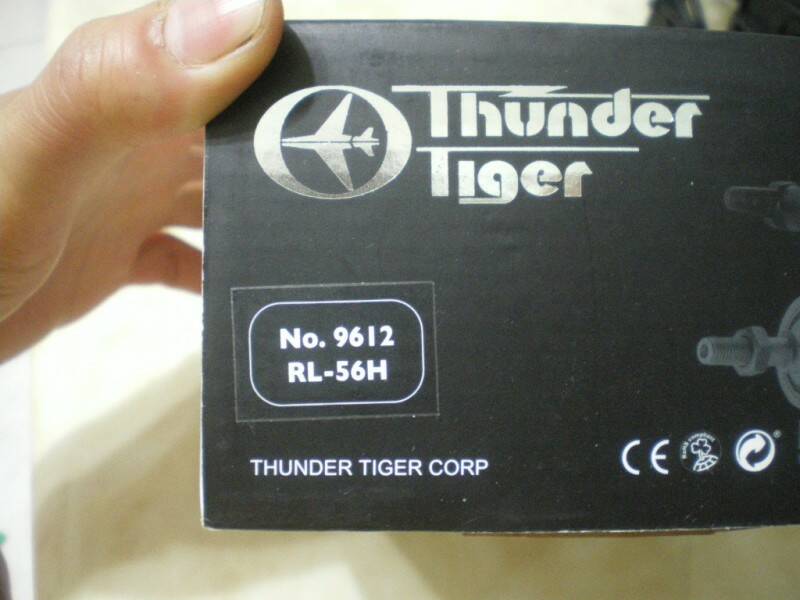 Thunder
Tiger
No. 9612
RL-56H
THUNDER TIGER CORP
CE